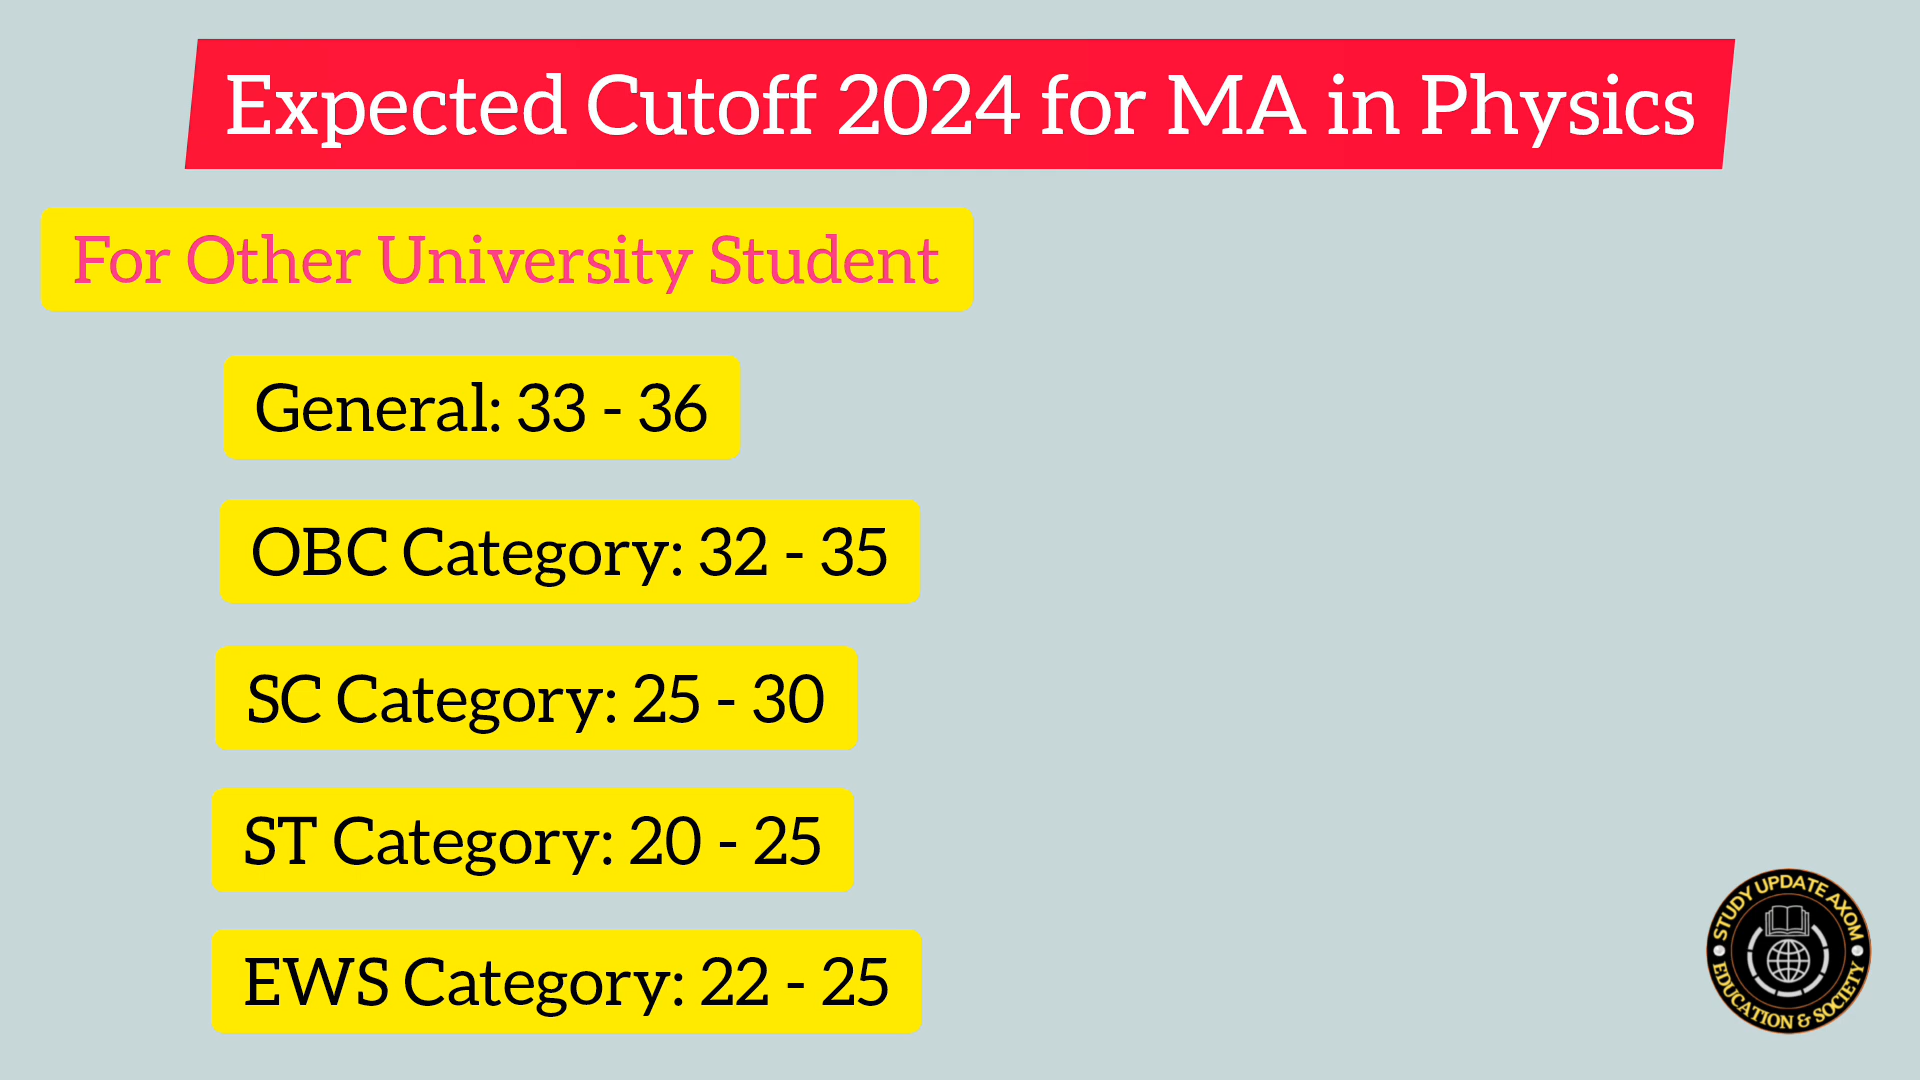 Expected Cutoff 2024 for MA in Physics
For Other University Student
General: 33 - 36
OBC Category: 32 - 35
SC Category: 25 - 30
ST Category: 20 - 25
EWS Category: 22 - 25
STUDY UPDATE AXOM
EDUCATION & SOCIETY